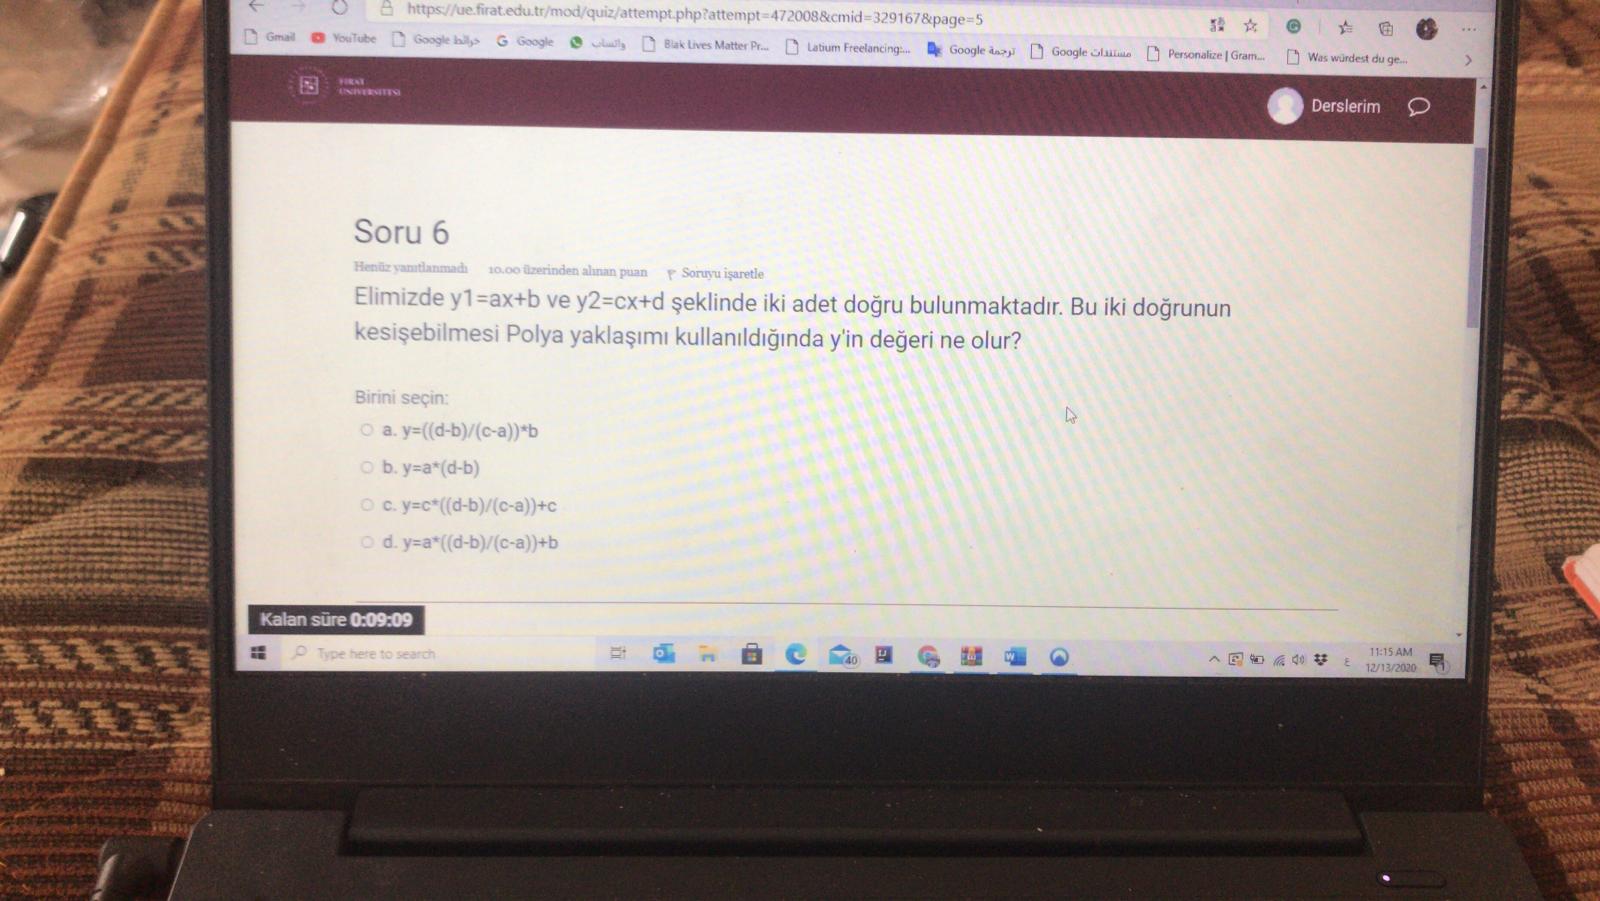 https://ue.firat.edu.tr/mod/quiz/attempt.php?attempt=472008&cmid=329167&page=5
Gmail YouTube Google خرائط Google واتساب Blak Lives Matter Pr... Latium Freelancing:... Google ترجمة Google مستندات Personalize | Gram... Was würdest du ge...
FIRAT
ÜNİVERSİTESİ
Derslerim
Soru 6
Henüz yanıtlanmadı 10.00 üzerinden alınan puan Soruyu işaretle
Elimizde y1=ax+b ve y2=cx+d şeklinde iki adet doğru bulunmaktadır. Bu iki doğrunun
kesişebilmesi Polya yaklaşımı kullanıldığında y'in değeri ne olur?
Birini seçin:
a. y=((d-b)/(c-a))*b
b. y=a*(d-b)
c. y=c*((d-b)/(c-a))+c
d. y=a*((d-b)/(c-a))+b
Kalan süre 0:09:09
Type here to search
40
ع
11:15 AM
12/13/2020